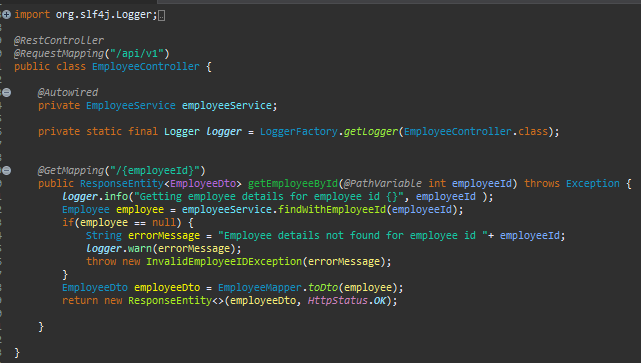 import org.slf4j.Logger;
@RestController
@RequestMapping("/api/v1")
public class EmployeeController {
@Autowired
private EmployeeService employeeService;
private static final Logger logger = LoggerFactory.getLogger(EmployeeController.class);
@GetMapping("/{employeeId}")
public ResponseEntity<EmployeeDto> getEmployeeById(@PathVariable int employeeId) throws Exception {
logger.info("Getting employee details for employee id {}", employeeId );
Employee employee = employeeService.findWithEmployeeId(employeeId);
if(employee == null) {
String errorMessage = "Employee details not found for employee id "+ employeeId;
logger.warn(errorMessage);
throw new InvalidEmployeeIDException(errorMessage);
}
EmployeeDto employeeDto = EmployeeMapper.toDto(employee);
return new ResponseEntity<>(employeeDto, HttpStatus.OK);
}
}